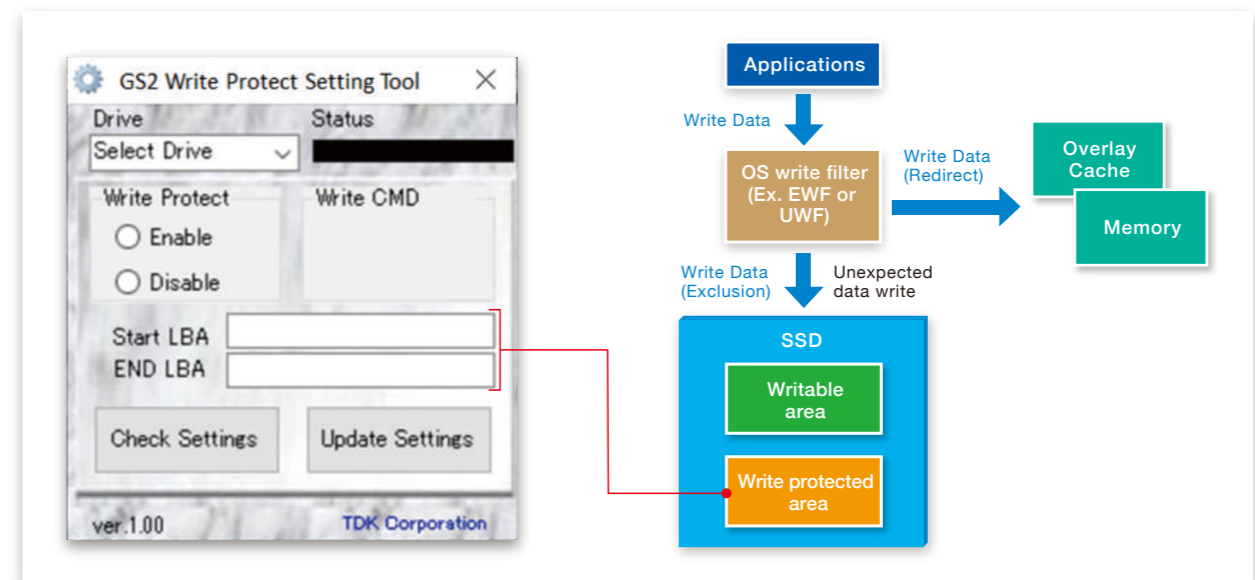 GS2 Write Protect Setting Tool
Drive
Status
Select Drive
Write Protect
Write CMD
Enable
Disable
Start LBA
END LBA
Check Settings
Update Settings
ver.1.00
TDK Corporation
Applications
Write Data
OS write filter
(Ex. EWF or
UWF)
Write Data
(Redirect)
Overlay
Cache
Memory
Write Data
(Exclusion)
Unexpected
data write
SSD
Writable
area
Write protected
area